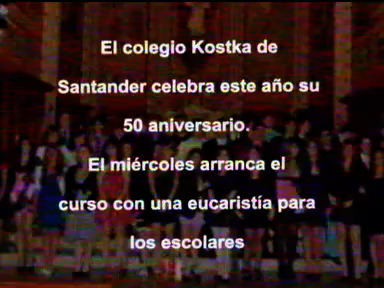 El colegio Kostka de
Santander celebra este año su
50 aniversario.
El miércoles arranca el
curso con una eucaristía para
los escolares